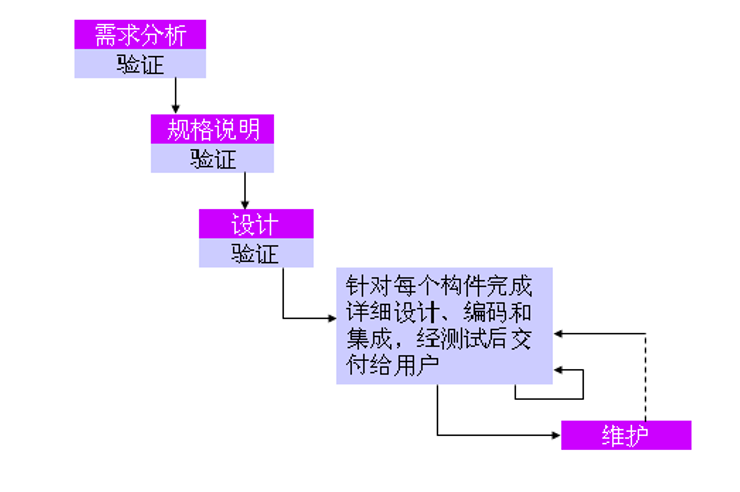 需求分析
验证
规格说明
验证
设计
验证
针对每个构件完成
详细设计、编码和
集成，经测试后交
付给用户
维护